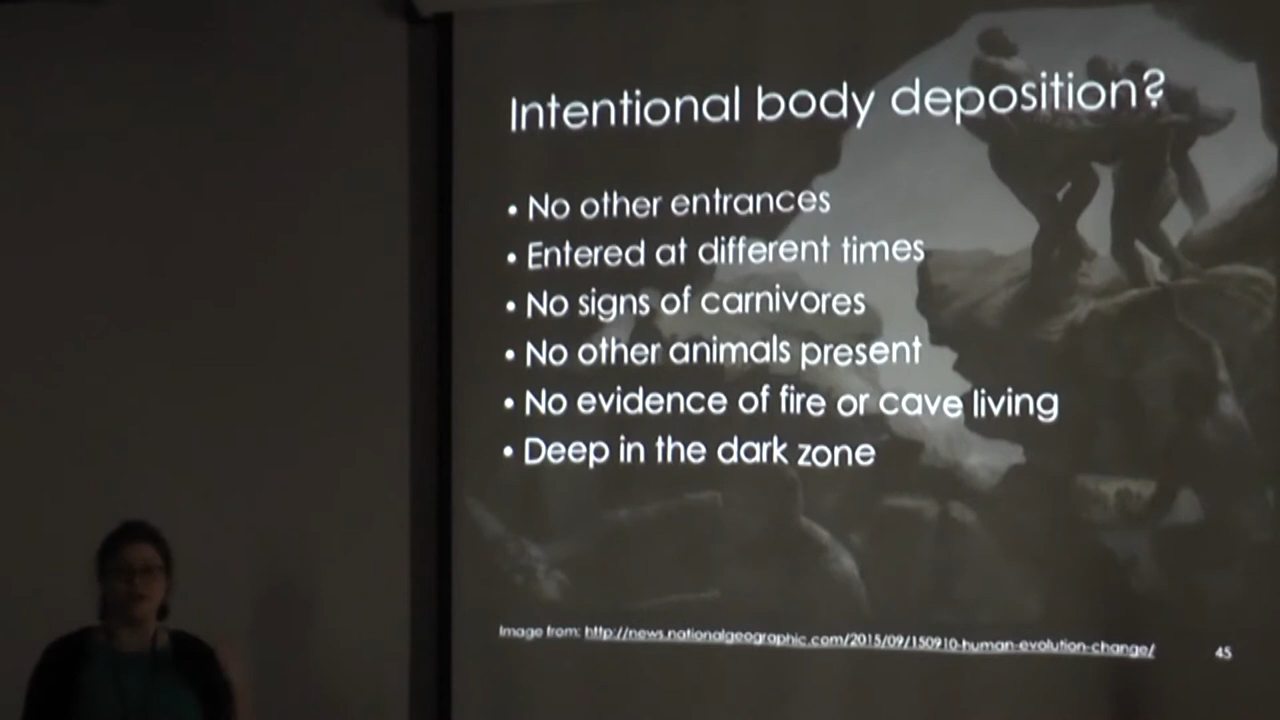 Intentional body deposition?
• No other entrances
• Entered at different times
• No signs of carnivores
• No other animals present
• No evidence of fire or cave living
• Deep in the dark zone
Image from: http://news.nationalgeographic.com/2015/09/150910-human-evolution-change/
45